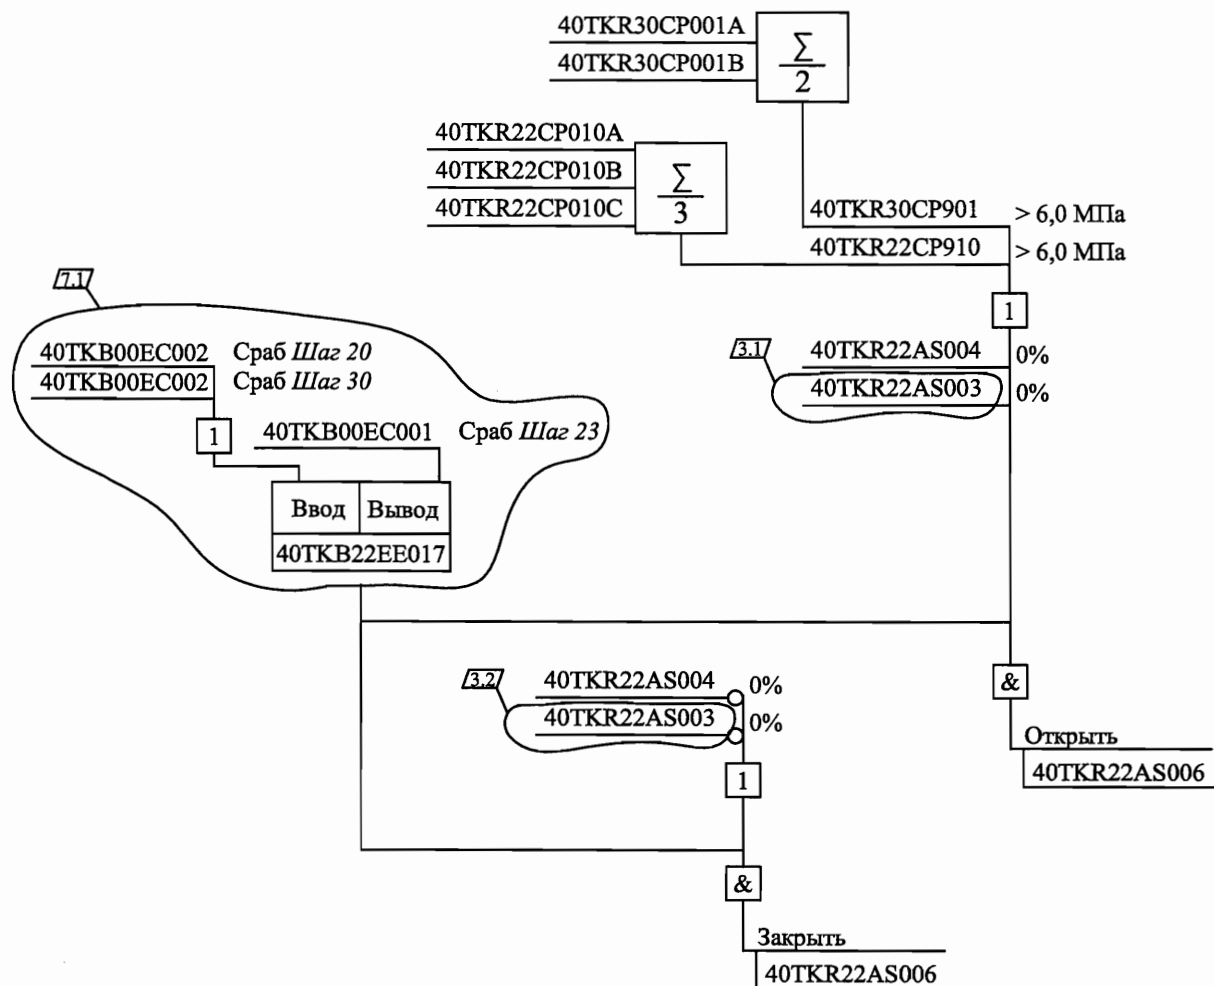 40TKR30CP001A
40TKR30CP001B
Σ
2
40TKR22CP010A
40TKR22CP010B
40TKR22CP010C
Σ
3
40TKR30CP901 > 6,0 МПа
40TKR22CP910 > 6,0 МПа
1
7.1
40TKB00EC002 Сраб Шаг 20
40TKB00EC002 Сраб Шаг 30
1
40TKB00EC001 Сраб Шаг 23
Ввод Вывод
40TKB22EE017
3.1
40TKR22AS004 0%
40TKR22AS003 0%
3.2
40TKR22AS004 0%
40TKR22AS003 0%
1
&
Открыть
40TKR22AS006
&
Закрыть
40TKR22AS006